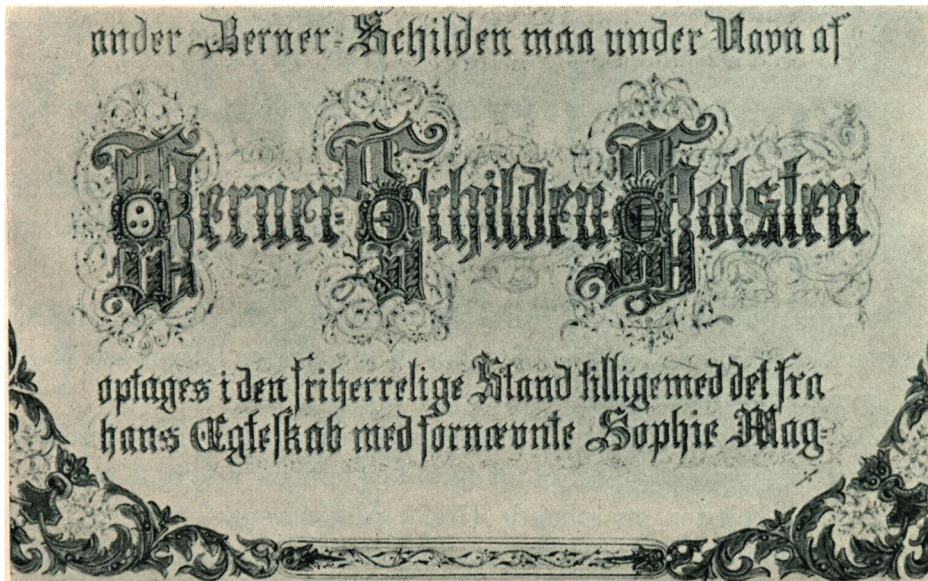 ander Berner-Schilden maa under Navn af
Berner Schilden Holsten
optages i den friherrelige Stand tilligemed det fra
hans Ægteskab med fornævnte Sophie Mag-